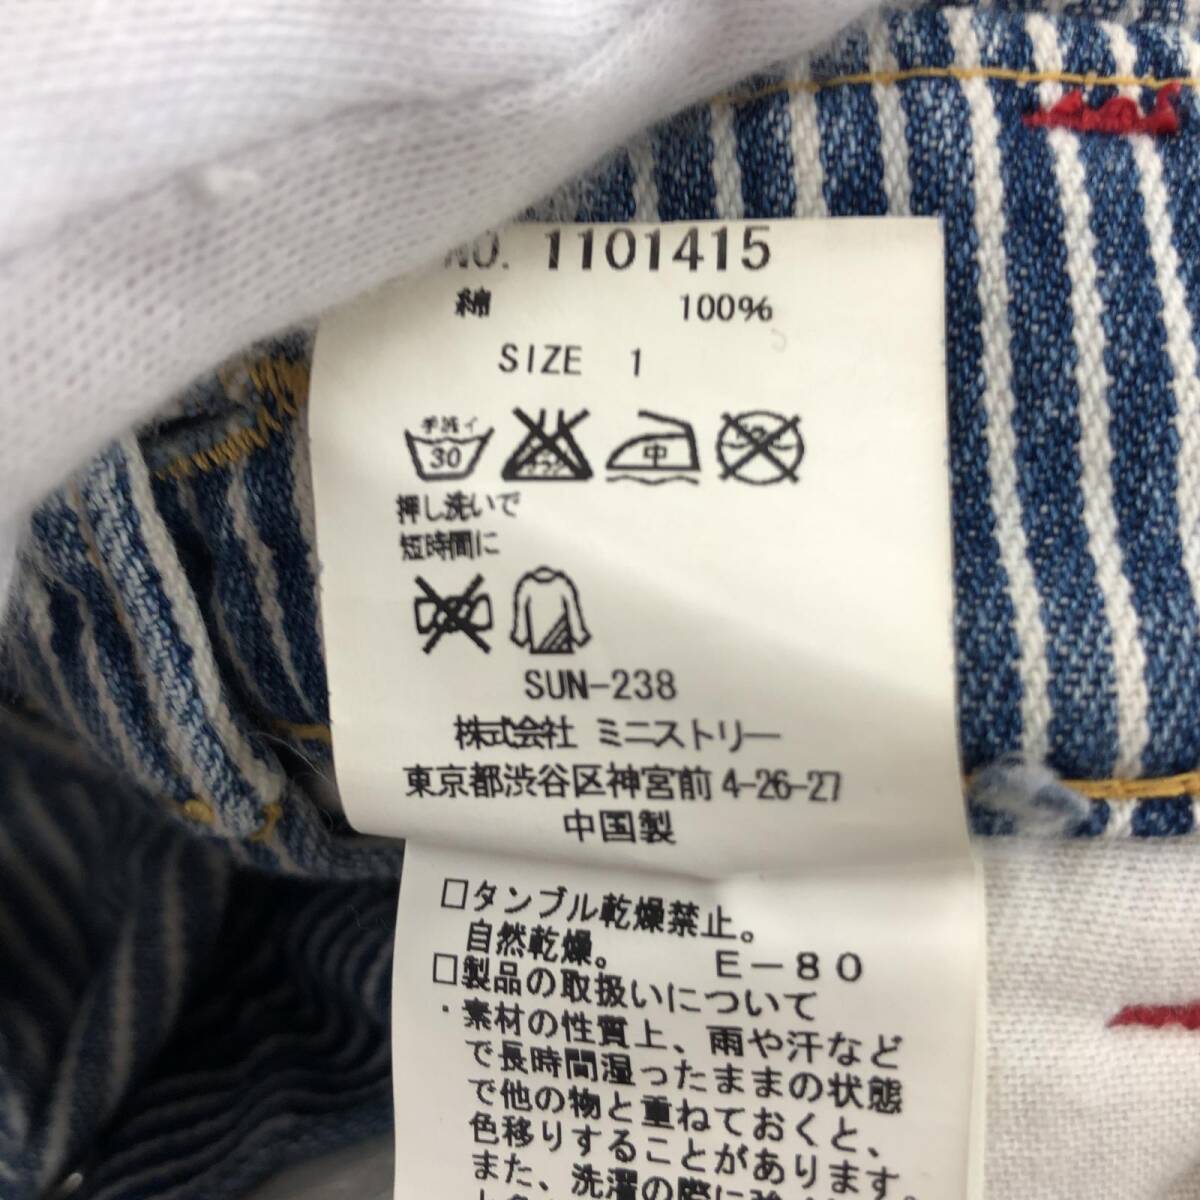 NO. 1101415
綿 100%
SIZE 1
手洗イ
30
中
押し洗いで
短時間に
SUN-238
株式会社 ミニストリー
東京都渋谷区神宮前 4-26-27
中国製
□タンブル乾燥禁止。
自然乾燥。 E-80
□製品の取扱いについて
・素材の性質上、雨や汗など
で長時間湿ったままの状態
で他の物と重ねておくと、
色移りすることがあります。
また、洗濯の際に強く